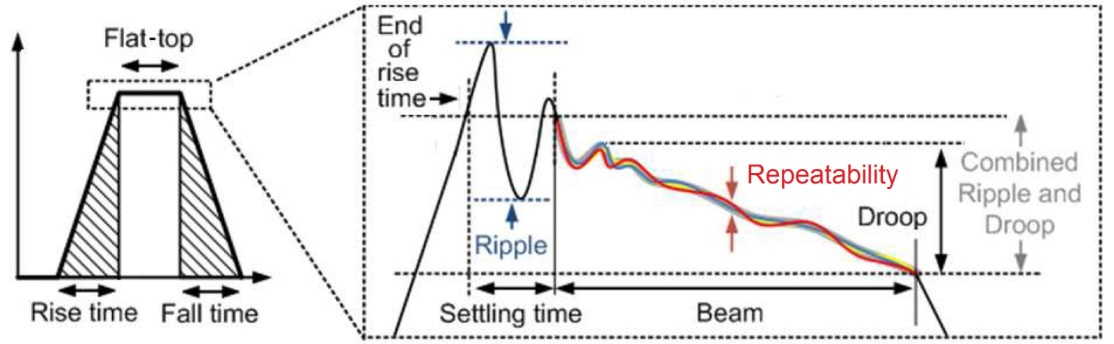 Flat-top
Rise time
Fall time
End
of
rise
time
Ripple
Settling time
Beam
Repeatability
Droop
Combined
Ripple and
Droop